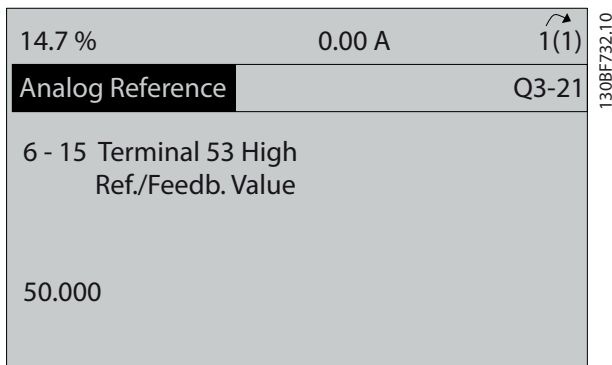 14.7 % 0.00 A 1(1)
Analog Reference Q3-21
6 - 15 Terminal 53 High
Ref./Feedb. Value
50.000
130BF732.10